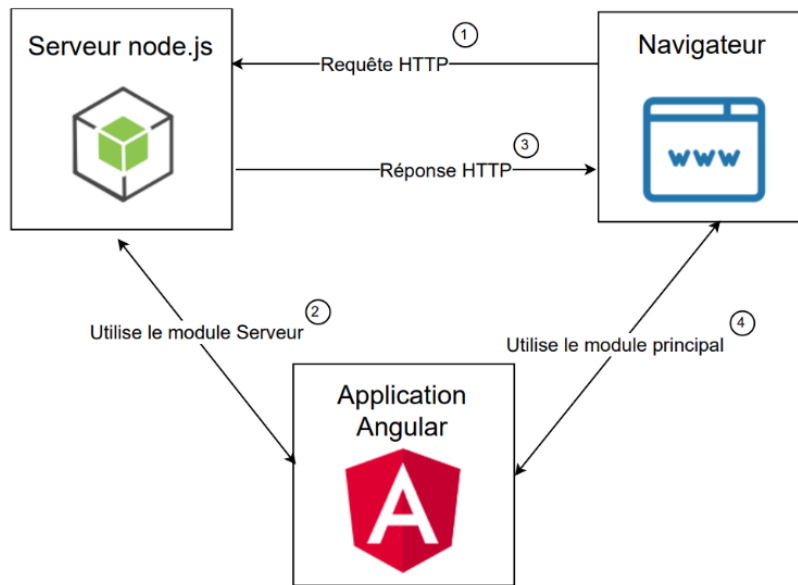 Serveur node.js
Navigateur
Requête HTTP
1
www
Réponse HTTP
3
Utilise le module Serveur
2
Utilise le module principal
4
Application
Angular
A